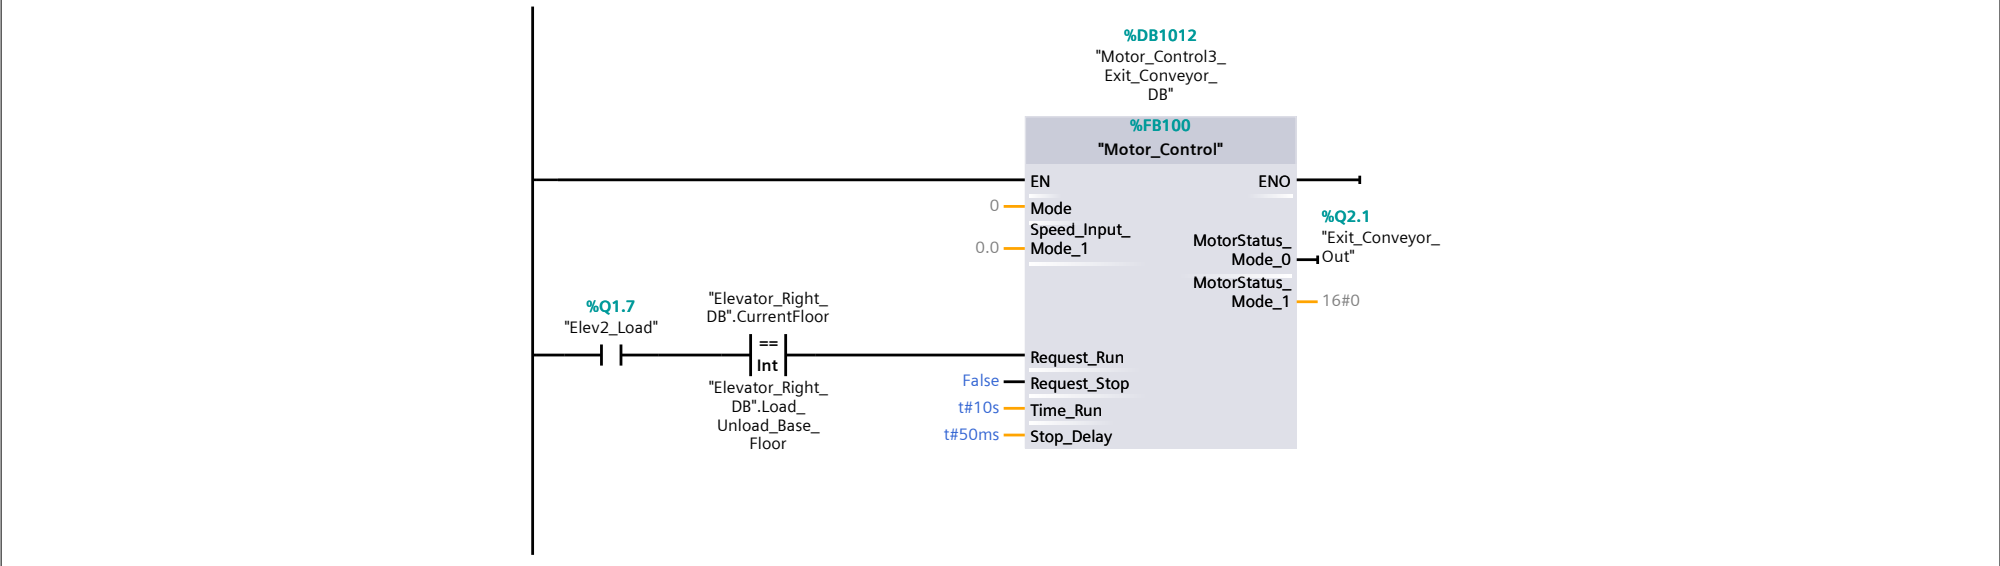 %DB1012
"Motor_Control3_
Exit_Conveyor_
DB"
%FB100
"Motor_Control"
EN
ENO
0
Mode
%Q2.1
Speed_Input_
Mode_1
0.0
MotorStatus_
Mode_0
"Exit_Conveyor_
Out"
MotorStatus_
Mode_1
16#0
%Q1.7
"Elev2_Load"
"Elevator_Right_
DB".CurrentFloor
==
Int
"Elevator_Right_
DB".Load_
Unload_Base_
Floor
Request_Run
False
Request_Stop
t#10s
Time_Run
t#50ms
Stop_Delay